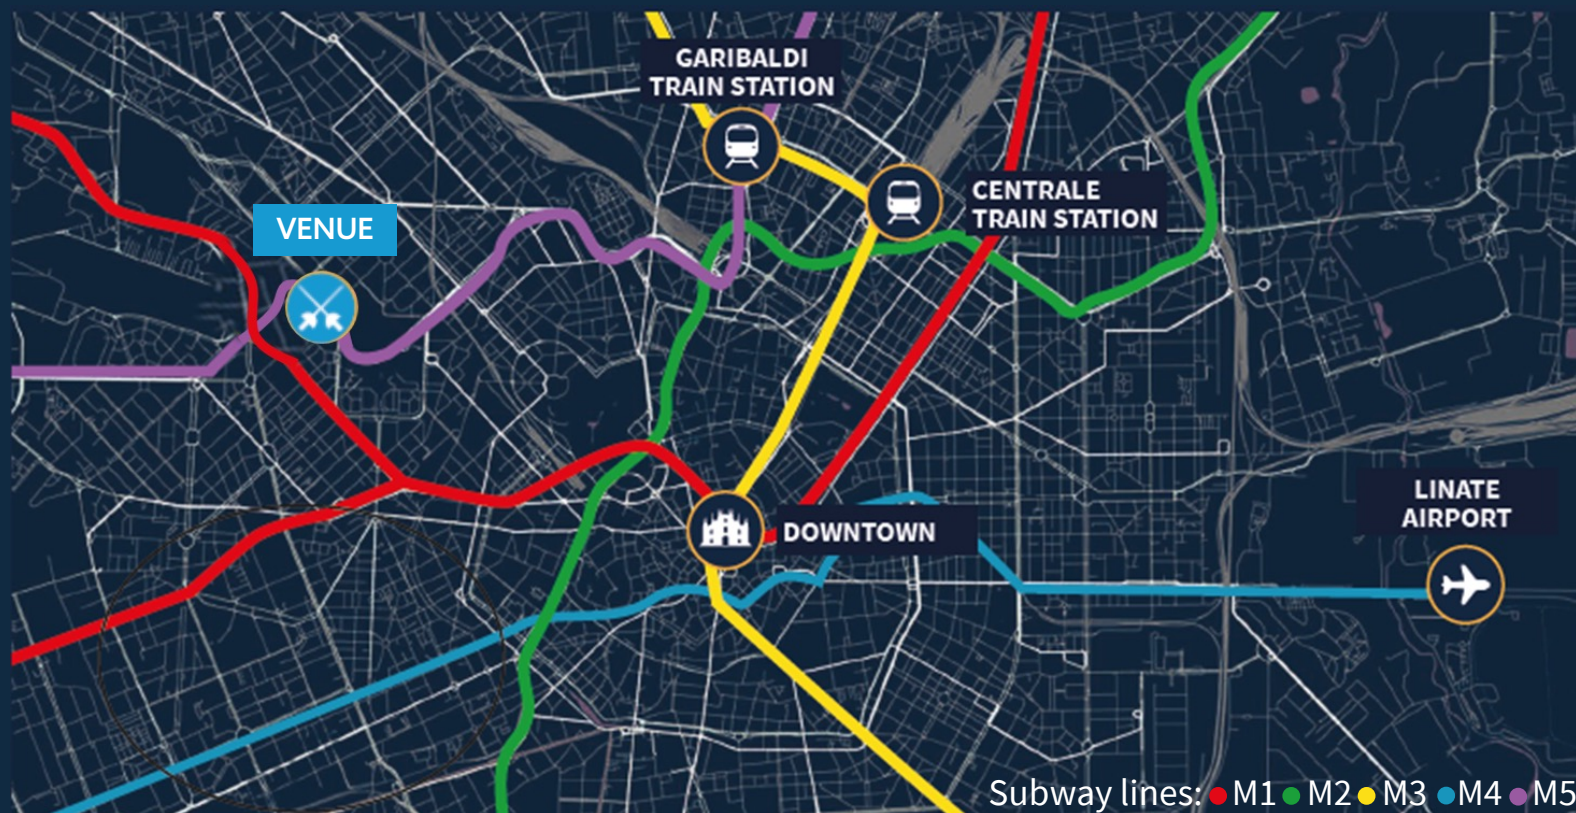 GARIBALDI
TRAIN STATION
CENTRALE
TRAIN STATION
VENUE
LINATE
AIRPORT
DOWNTOWN
Subway lines: M1 M2 M3 M4 M5